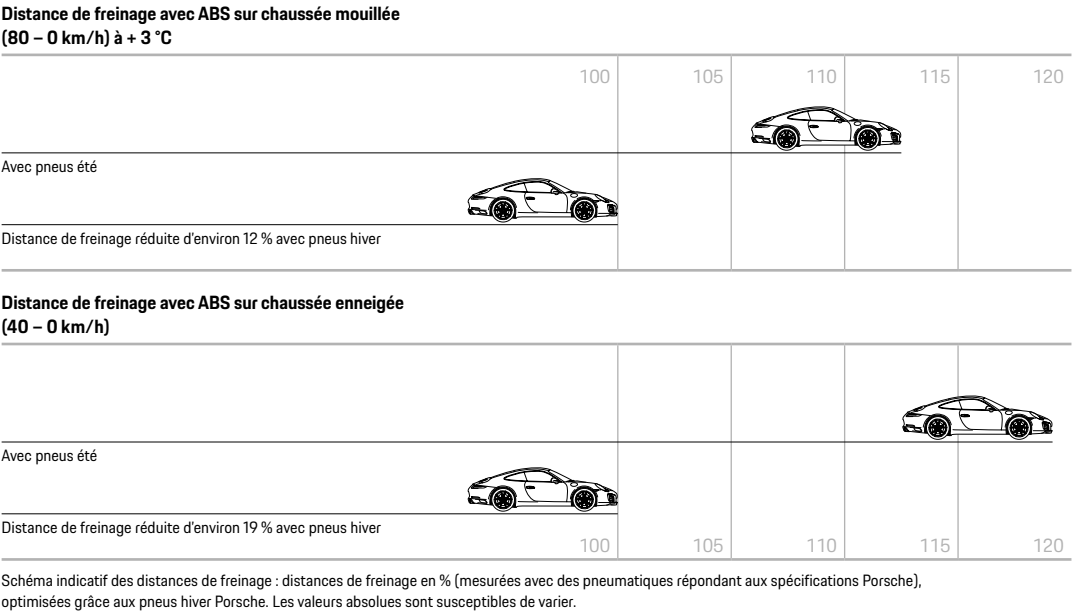 Distance de freinage avec ABS sur chaussée mouillée
(80 – 0 km/h) à + 3 °C
100 105 110 115 120
Avec pneus été
Distance de freinage réduite d'environ 12 % avec pneus hiver
Distance de freinage avec ABS sur chaussée enneigée
(40 – 0 km/h)
Avec pneus été
Distance de freinage réduite d'environ 19 % avec pneus hiver
100 105 110 115 120
Schéma indicatif des distances de freinage : distances de freinage en % (mesurées avec des pneumatiques répondant aux spécifications Porsche),
optimisées grâce aux pneus hiver Porsche. Les valeurs absolues sont susceptibles de varier.